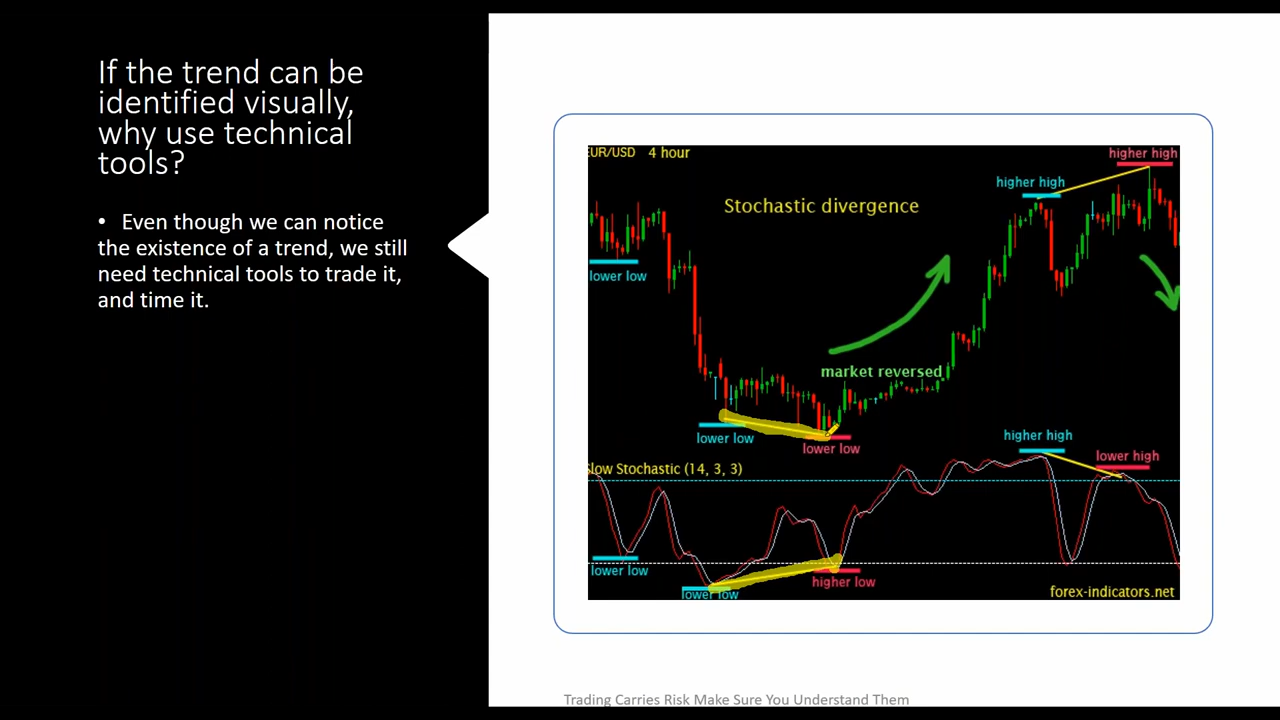 If the trend can be
identified visually,
why use technical
tools?
• Even though we can notice
the existence of a trend, we still
need technical tools to trade it,
and time it.
EUR/USD 4 hour
higher high
higher high
Stochastic divergence
lower low
market reversed
lower low
lower low
higher high
lower high
Slow Stochastic (14, 3, 3)
lower low
higher low
lower low
forex-indicators.net
Trading Carries Risk Make Sure You Understand Them